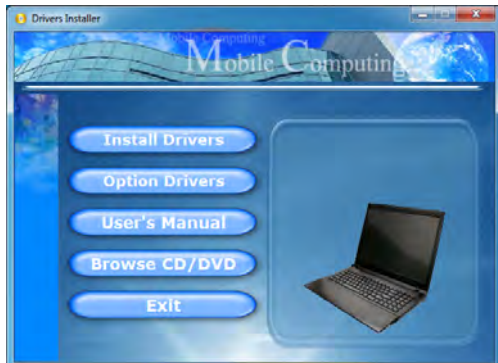 Drivers Installer
Mobile Computing
Mobile Computing
Install Drivers
Option Drivers
User's Manual
Browse CD/DVD
Exit